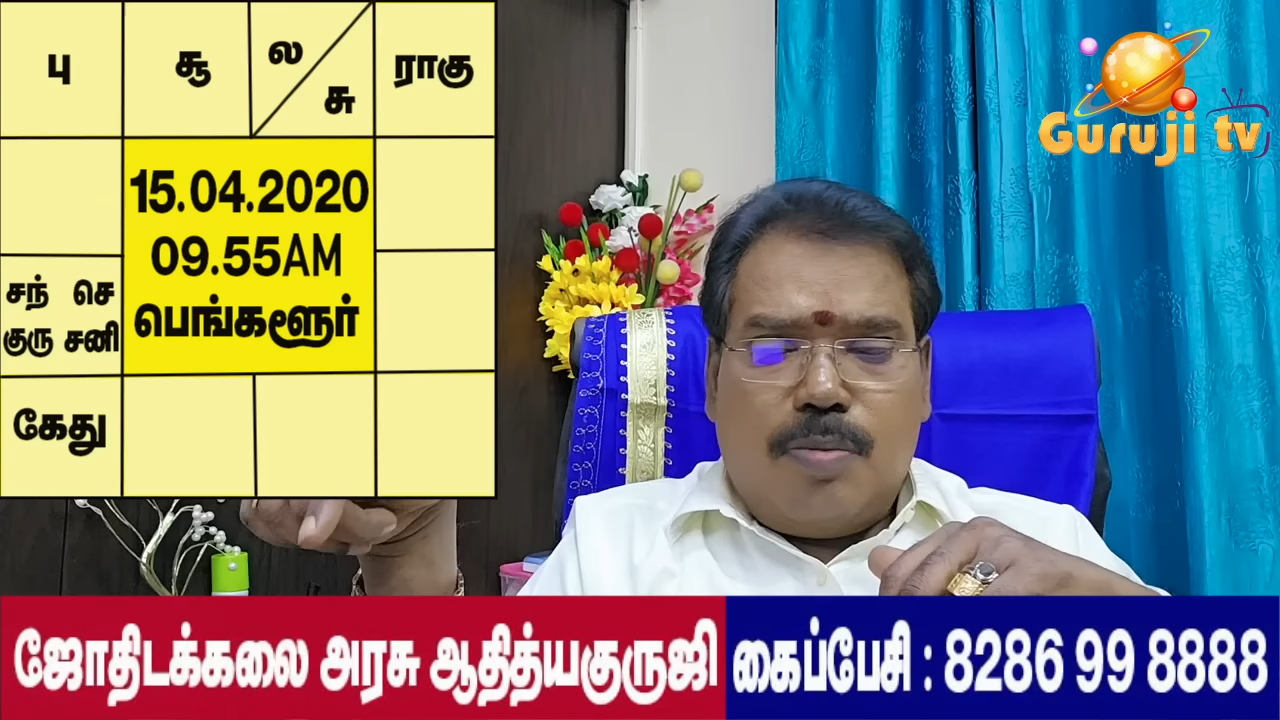 பு
சூ
ல
சு
ராகு
15.04.2020
09.55AM
பெங்களூர்
சந் செ
குரு சனி
கேது
Guruji tv
ஜோதிடக்கலை அரசு ஆதித்யகுருஜி
கைப்பேசி : 8286 99 8888